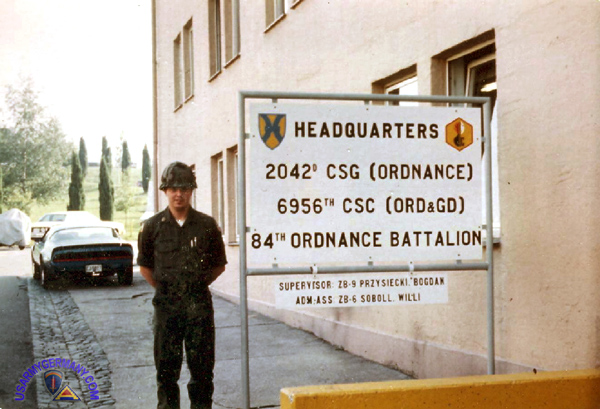 HEADQUARTERS
2042D CSG (ORDNANCE)
6956TH CSC (ORD&GD)
84TH ORDNANCE BATTALION
SUPERVISOR: ZB-9 PRZYSIECKI, BOGDAN
ADM.ASS ZB-6 SOBOLL, WILLI
USARMYGERMANY.COM